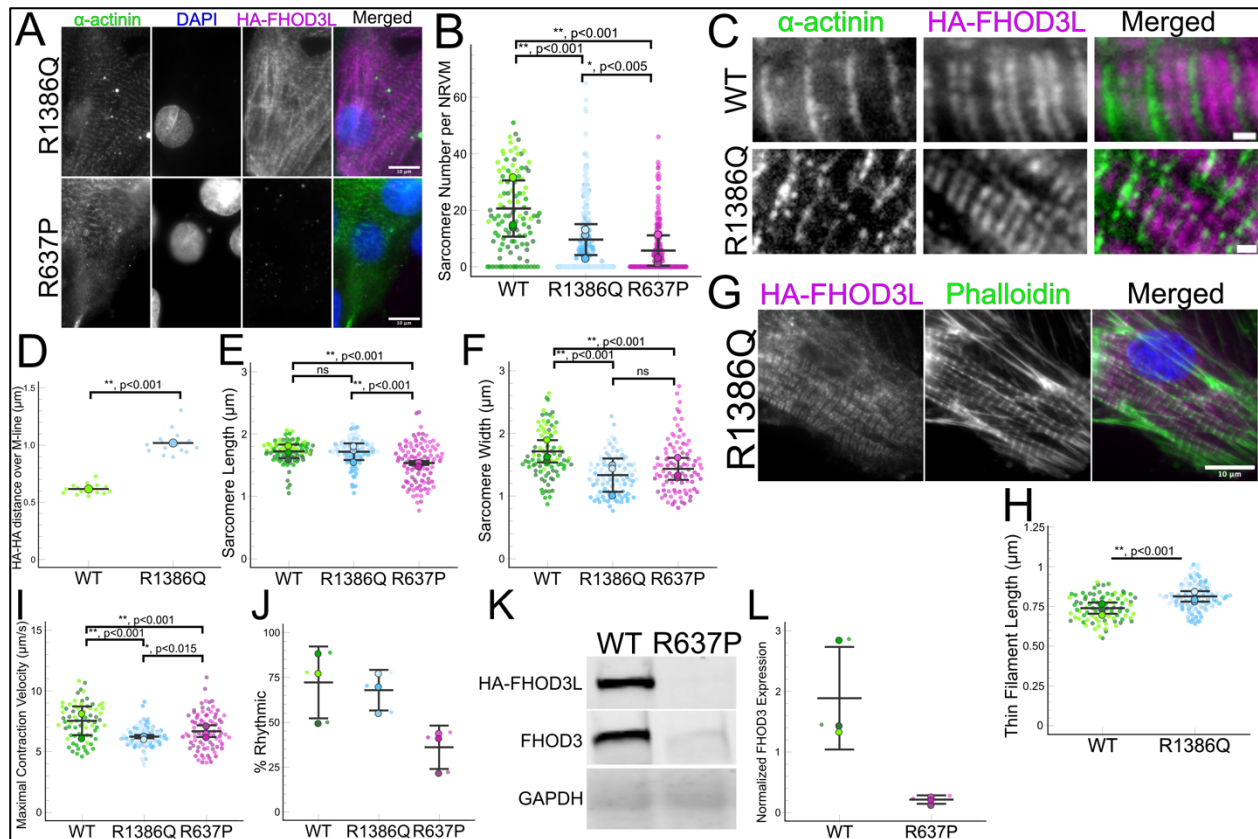 A
α-actinin DAPI HA-FHOD3L Merged
R1386Q
10 μm
R637P
10 μm
B
**, p<0.001
**, p<0.001
*, p<0.005
Sarcomere Number per NRVM
60
40
20
0
WT R1386Q R637P
C
α-actinin HA-FHOD3L Merged
WT
R1386Q
D
**, p<0.001
HA-HA distance over M-line (μm)
1.5
1.0
0.5
0
WT R1386Q
E
**, p<0.001
ns
**, p<0.001
Sarcomere Length (μm)
3
2
1
0
WT R1386Q R637P
F
**, p<0.001
**, p<0.001
ns
Sarcomere Width (μm)
3
2
1
0
WT R1386Q R637P
G
HA-FHOD3L Phalloidin Merged
R1386Q
10 μm
H
**, p<0.001
Thin Filament Length (μm)
1.25
1
0.75
0.5
0.25
0
WT R1386Q
I
**, p<0.001
**, p<0.001
*, p<0.015
Maximal Contraction Velocity (μm/s)
15
10
5
0
WT R1386Q R637P
J
% Rhythmic
100
75
50
25
0
WT R1386Q R637P
K
WT R637P
HA-FHOD3L
FHOD3
GAPDH
L
Normalized FHOD3 Expression
3
2
1
0
WT R637P